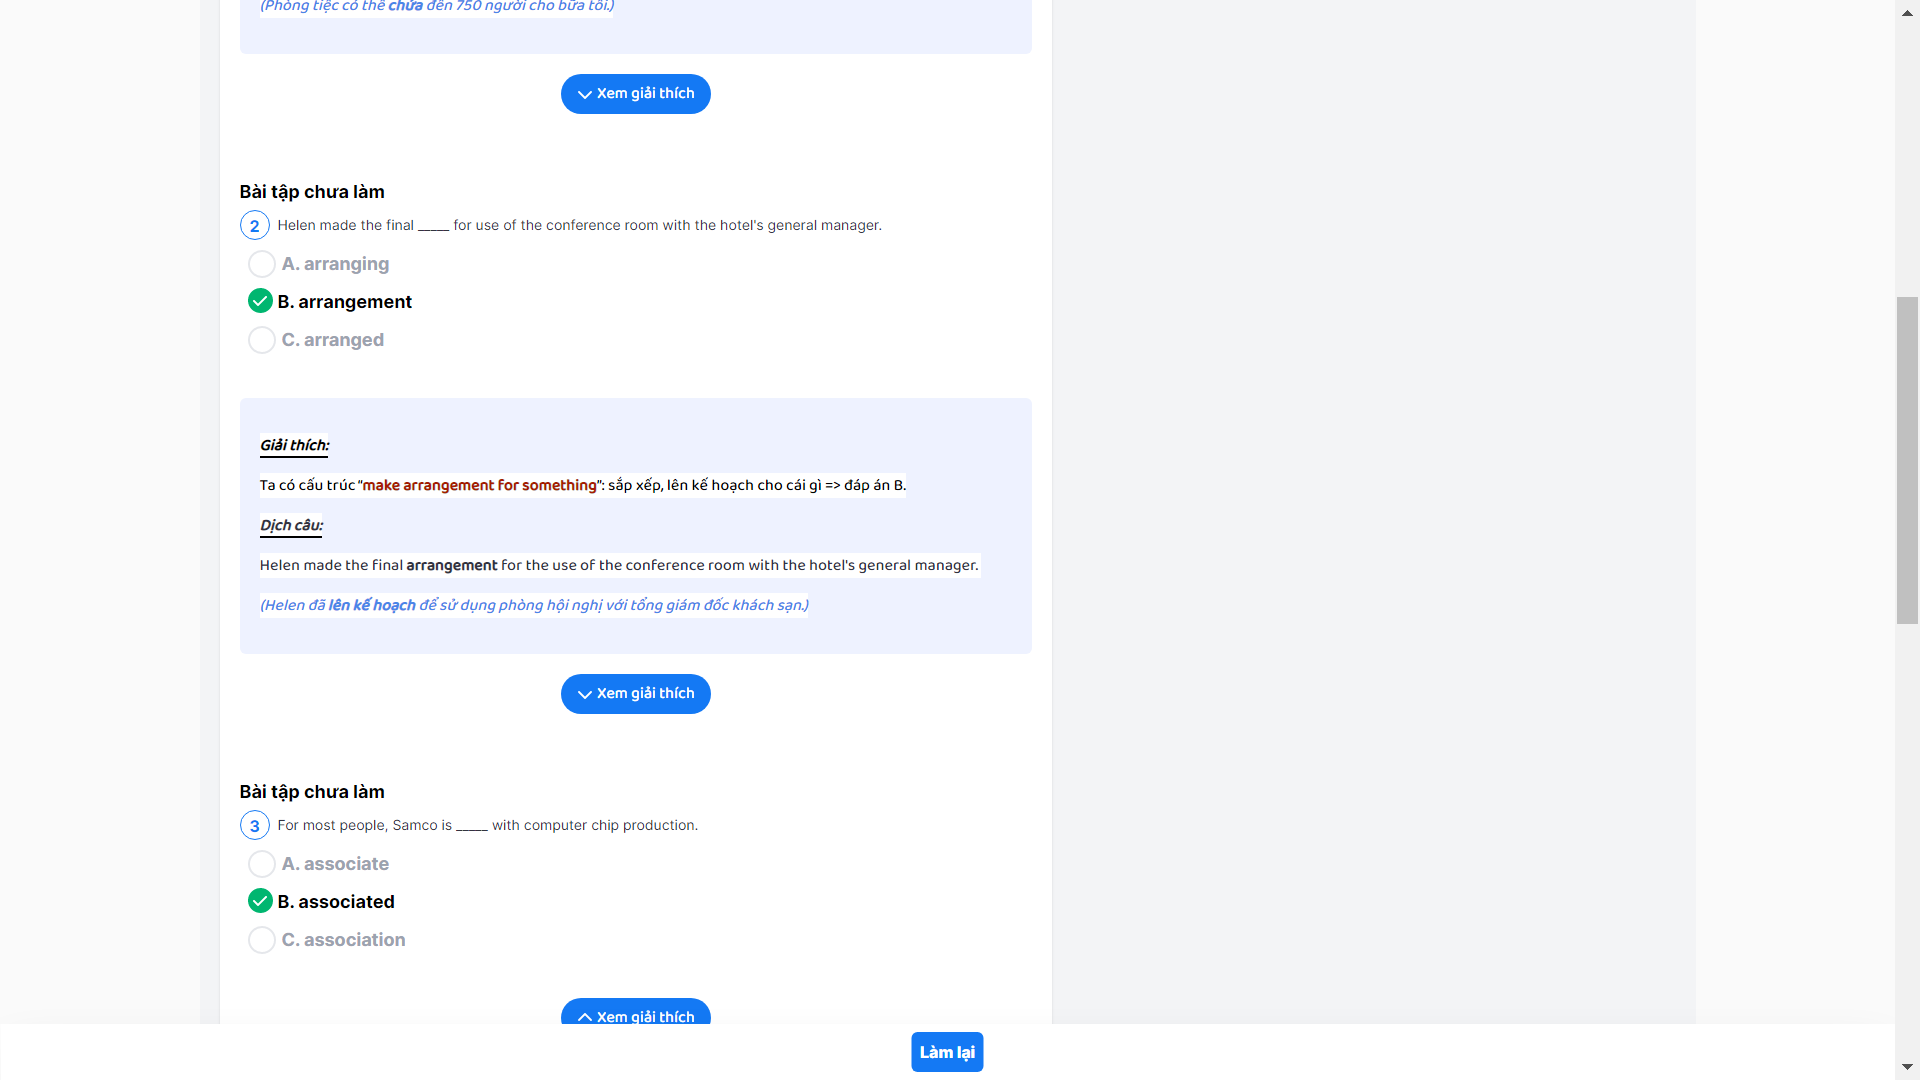 (Phòng tiệc có thể chứa đến 750 người cho bữa tối.)
Xem giải thích
Bài tập chưa làm
2 Helen made the final _____ for use of the conference room with the hotel's general manager.
A. arranging
B. arrangement
C. arranged
Giải thích:
Ta có cấu trúc “make arrangement for something”: sắp xếp, lên kế hoạch cho cái gì => đáp án B.
Dịch câu:
Helen made the final arrangement for the use of the conference room with the hotel's general manager.
(Helen đã lên kế hoạch để sử dụng phòng hội nghị với tổng giám đốc khách sạn.)
Xem giải thích
Bài tập chưa làm
3 For most people, Samco is _____ with computer chip production.
A. associate
B. associated
C. association
Xem giải thích
Làm lại